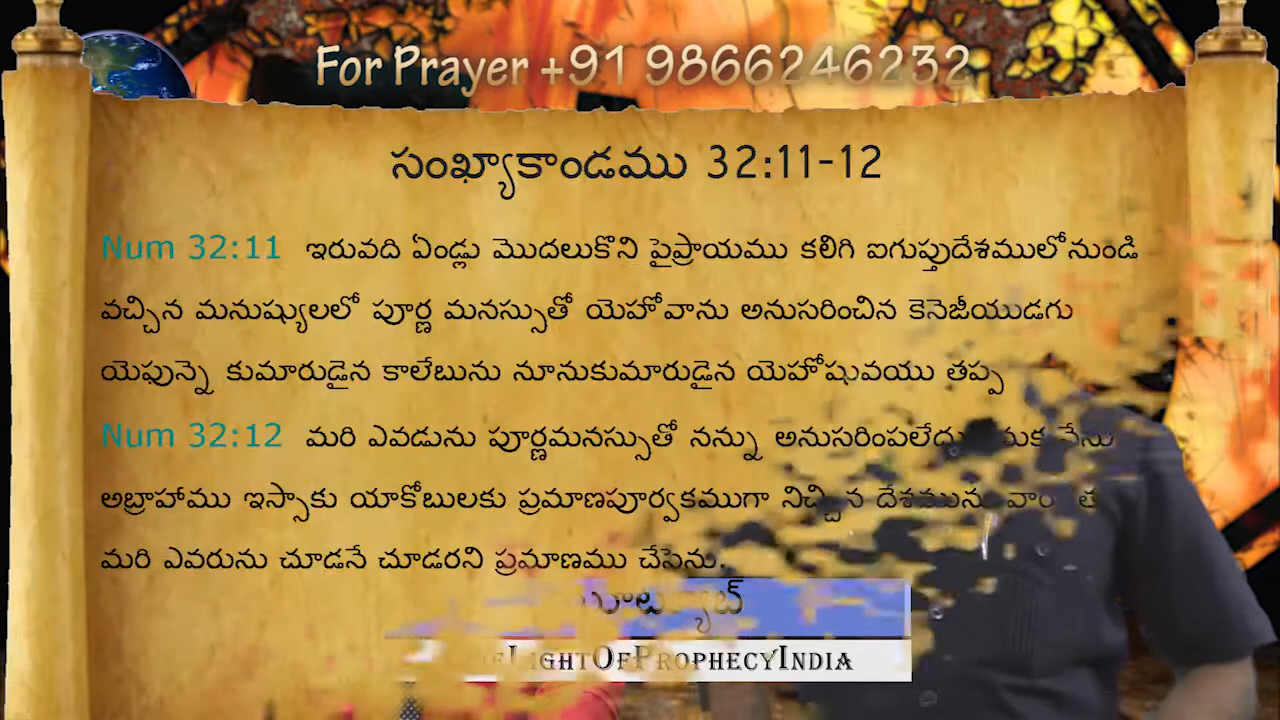 For Prayer +91 9866246232
సంఖ్యాకాండము 32:11-12
Num 32:11 ఇరువది ఏండ్లు మొదలుకొని పైప్రాయము కలిగి ఐగుప్తుదేశములోనుండి
వచ్చిన మనుష్యులలో పూర్ణ మనస్సుతో యెహోవాను అనుసరించిన కెనెజీయుడగు
యెఫున్నె కుమారుడైన కాలేబును నూనుకుమారుడైన యెహోషువయు తప్ప
Num 32:12 మరి ఎవడును పూర్ణమనస్సుతో నన్ను అనుసరింపలేదు నేను
అబ్రాహాము ఇస్సాకు యాకోబులకు ప్రమాణపూర్వకముగా నిచ్చిన దేశమును
మరి ఎవరును చూడనే చూడరని ప్రమాణము చేసెను.
LightOfProphecyIndia